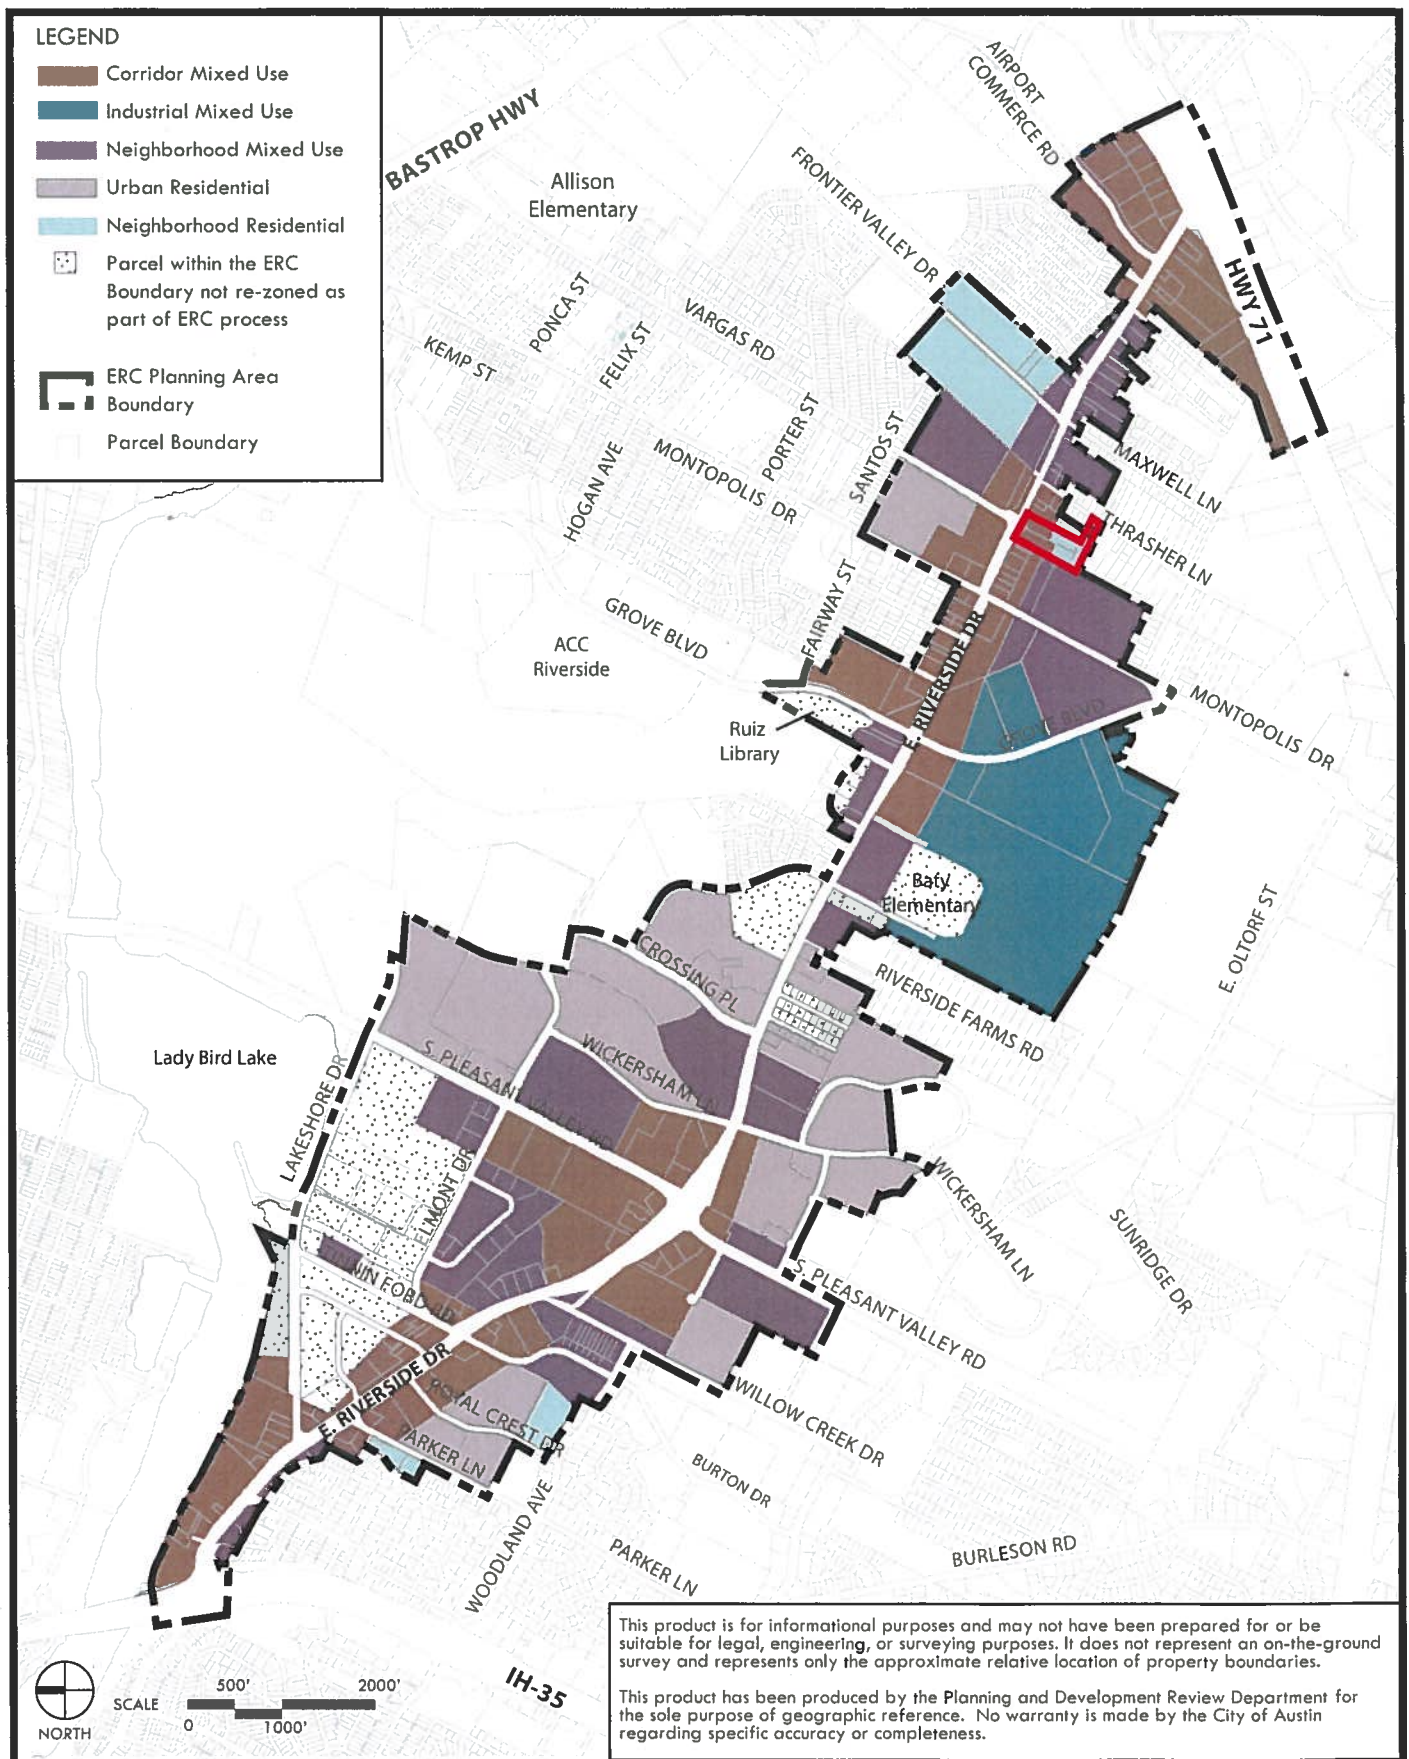 LEGEND
Corridor Mixed Use
Industrial Mixed Use
Neighborhood Mixed Use
Urban Residential
Neighborhood Residential
Parcel within the ERC
Boundary not re-zoned as
part of ERC process
ERC Planning Area
Boundary
Parcel Boundary
BASTROP HWY
Allison
Elementary
AIRPORT
COMMERCE RD
FRONTIER VALLEY DR
HWY 71
PONCA ST
VARGAS RD
KEMP ST
FELIX ST
PORTER ST
SANTOS ST
HOGAN AVE
MONTOPOLIS DR
MAXWELL LN
THRASHER LN
FAIRWAY ST
GROVE BLVD
ACC
Riverside
E. RIVERSIDE DR
Ruiz
Library
GROVE BLVD
MONTOPOLIS DR
Baty
Elementary
E. OLTORF ST
CROSSING PL
RIVERSIDE FARMS RD
Lady Bird Lake
LAKESHORE DR
S. PLEASANT VALLEY RD
WICKERSHAM LN
ELMONT DR
WICKERSHAM LN
SUNRIDGE DR
TINNIN FORD RD
S. PLEASANT VALLEY RD
E. RIVERSIDE DR
ROYAL CREST DR
PARKER LN
WILLOW CREEK DR
BURTON DR
WOODLAND AVE
PARKER LN
BURLESON RD
IH-35
NORTH
SCALE
500'
2000'
0
1000'
This product is for informational purposes and may not have been prepared for or be
suitable for legal, engineering, or surveying purposes. It does not represent an on-the-ground
survey and represents only the approximate relative location of property boundaries.
This product has been produced by the Planning and Development Review Department for
the sole purpose of geographic reference. No warranty is made by the City of Austin
regarding specific accuracy or completeness.